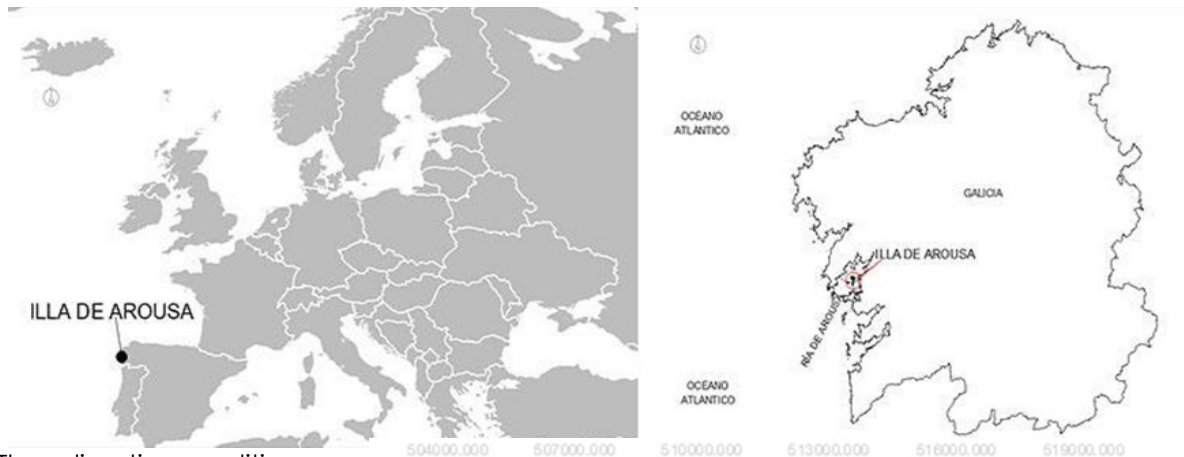 ILLA DE AROUSA
OCEANO
ATLANTICO
GALICIA
ILLA DE AROUSA
RÍA DE AROUSA
OCEANO
ATLANTICO
504000.000 507000.000 510000.000 513000.000 516000.000 519000.000